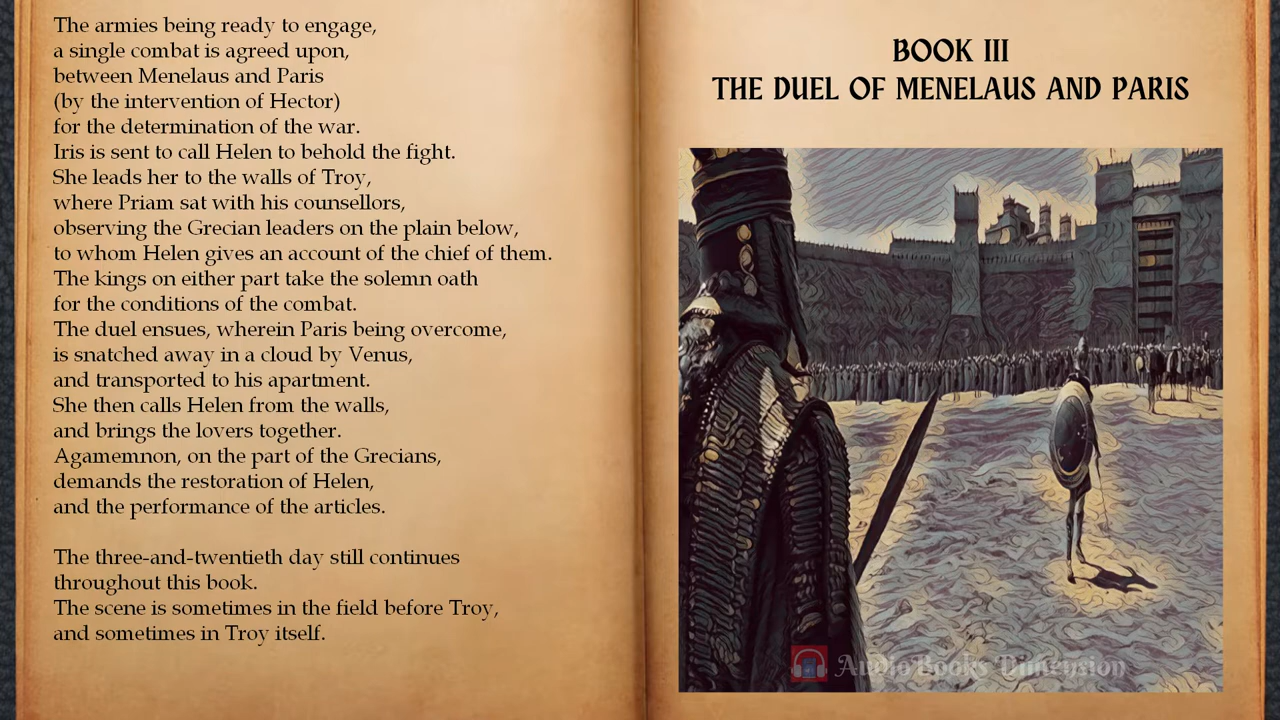 The armies being ready to engage,
a single combat is agreed upon,
between Menelaus and Paris
(by the intervention of Hector)
for the determination of the war.
Iris is sent to call Helen to behold the fight.
She leads her to the walls of Troy,
where Priam sat with his counsellors,
observing the Grecian leaders on the plain below,
to whom Helen gives an account of the chief of them.
The kings on either part take the solemn oath
for the conditions of the combat.
The duel ensues, wherein Paris being overcome,
is snatched away in a cloud by Venus,
and transported to his apartment.
She then calls Helen from the walls,
and brings the lovers together.
Agamemnon, on the part of the Grecians,
demands the restoration of Helen,
and the performance of the articles.
The three-and-twentieth day still continues
throughout this book.
The scene is sometimes in the field before Troy,
and sometimes in Troy itself.
BOOK III
THE DUEL OF MENELAUS AND PARIS
AudioBooks Dimension